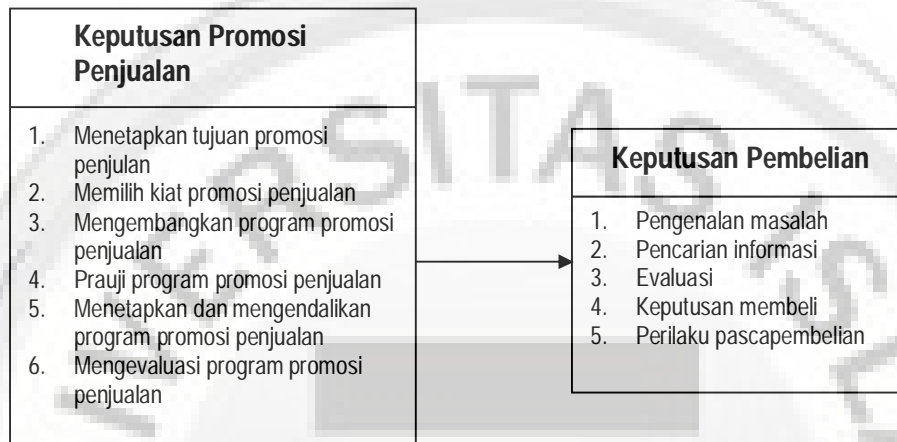 Keputusan Promosi
Penjualan
1. Menetapkan tujuan promosi
penjulan
2. Memilih kiat promosi penjualan
3. Mengembangkan program promosi
penjualan
4. Prauji program promosi penjualan
5. Menetapkan dan mengendalikan
program promosi penjualan
6. Mengevaluasi program promosi
penjualan
Keputusan Pembelian
1. Pengenalan masalah
2. Pencarian informasi
3. Evaluasi
4. Keputusan membeli
5. Perilaku pascapembelian
IVERSITAS ISL